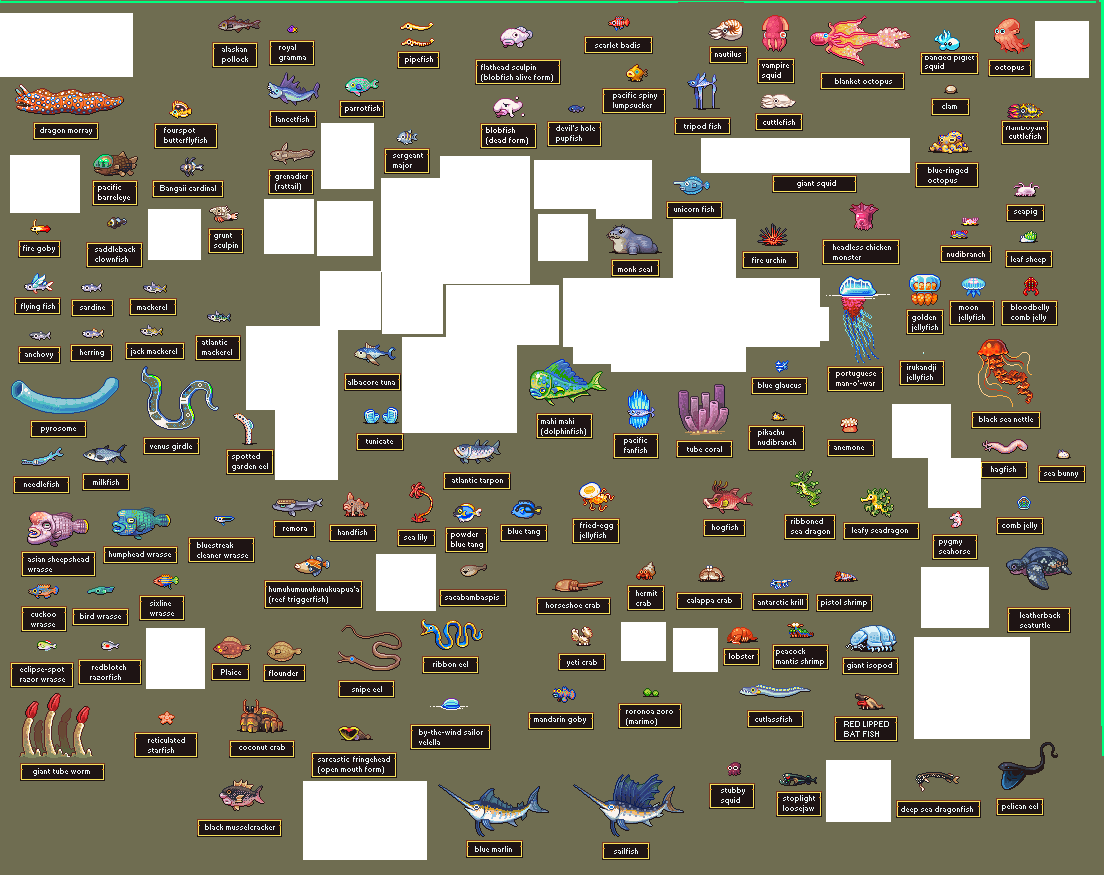 alaskan
pollock
royal
gramma
pipefish
flathead sculpin
(blobfish alive form)
scarlet badis
nautilus
vampire
squid
blanket octopus
banded piglet
squid
octopus
dragon morray
fourspot
butterflyfish
lancetfish
parrotfish
sergeant
major
blobfish
(dead form)
devil's hole
pupfish
pacific spiny
lumpsucker
tripod fish
cuttlefish
clam
flamboyant
cuttlefish
pacific
barreleye
Bangaii cardinal
grenadier
(rattail)
unicorn fish
giant squid
blue-ringed
octopus
seapig
fire goby
saddleback
clownfish
grunt
sculpin
monk seal
fire urchin
headless chicken
monster
nudibranch
leaf sheep
flying fish
sardine
mackerel
golden
jellyfish
moon
jellyfish
bloodbelly
comb jelly
anchovy
herring
jack mackerel
atlantic
mackerel
albacore tuna
blue glaucus
portuguese
man-o'-war
irukandji
jellyfish
pyrosome
venus girdle
spotted
garden eel
tunicate
mahi mahi
(dolphinfish)
pacific
fanfish
tube coral
pikachu
nudibranch
anemone
black sea nettle
needlefish
milkfish
atlantic tarpon
hagfish
sea bunny
asian sheepshead
wrasse
humphead wrasse
bluestreak
cleaner wrasse
remora
handfish
sea lily
powder
blue tang
blue tang
fried-egg
jellyfish
hogfish
ribboned
sea dragon
leafy seadragon
pygmy
seahorse
comb jelly
cuckoo
wrasse
bird wrasse
sixline
wrasse
humuhumunukunukuapua'a
(reef triggerfish)
sacabambaspis
horseshoe crab
hermit
crab
calappa crab
antarctic krill
pistol shrimp
leatherback
seaturtle
eclipse-spot
razor wrasse
redblotch
razorfish
Plaice
flounder
snipe eel
ribbon eel
yeti crab
lobster
peacock
mantis shrimp
giant isopod
giant tube worm
reticulated
starfish
coconut crab
sarcastic fringehead
(open mouth form)
by-the-wind sailor
velella
mandarin goby
roronoa zoro
(marimo)
cutlassfish
RED LIPPED
BAT FISH
black musselcracker
blue marlin
sailfish
stubby
squid
stoplight
loosejaw
deep sea dragonfish
pelican eel